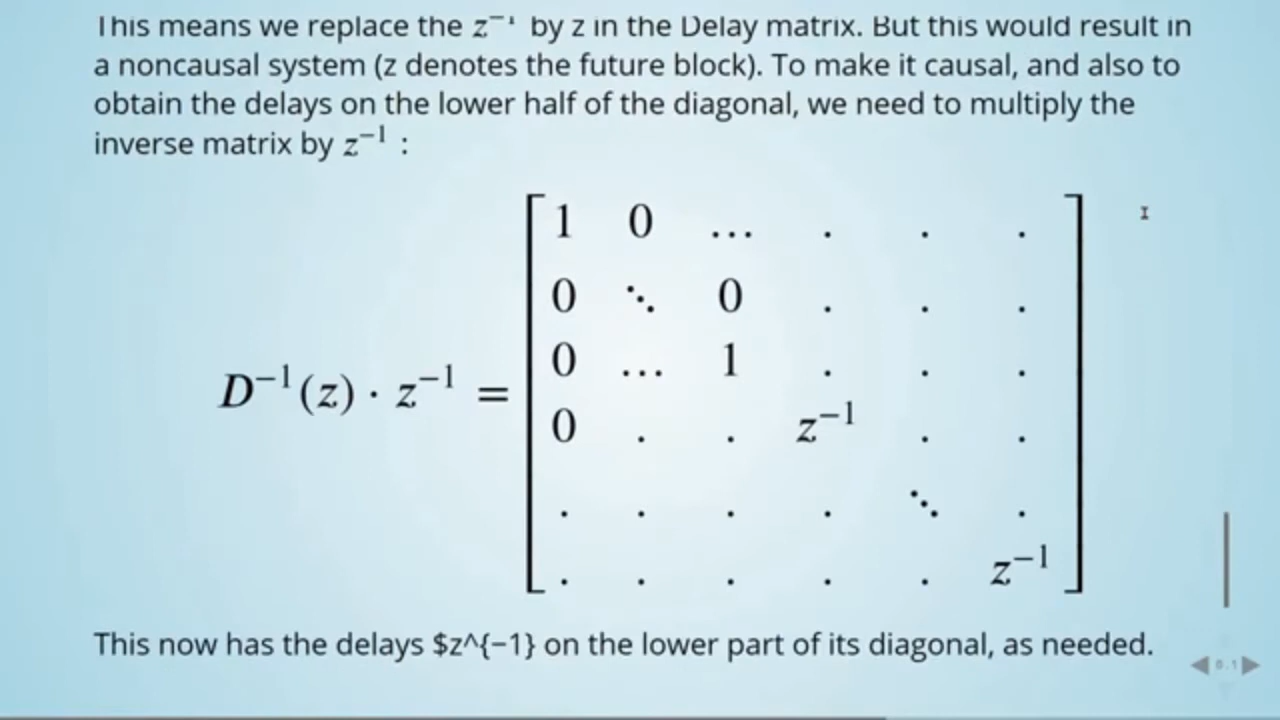 This means we replace the z⁻¹ by z in the Delay matrix. But this would result in
a noncausal system (z denotes the future block). To make it causal, and also to
obtain the delays on the lower half of the diagonal, we need to multiply the
inverse matrix by z⁻¹ :
1 0 … . . .
0 ⋱ 0 . . .
0 … 1 . . .
D⁻¹(z) · z⁻¹ =
0 . . z⁻¹ . .
. . . . ⋱ .
. . . . . z⁻¹
This now has the delays $z^{−1} on the lower part of its diagonal, as needed.